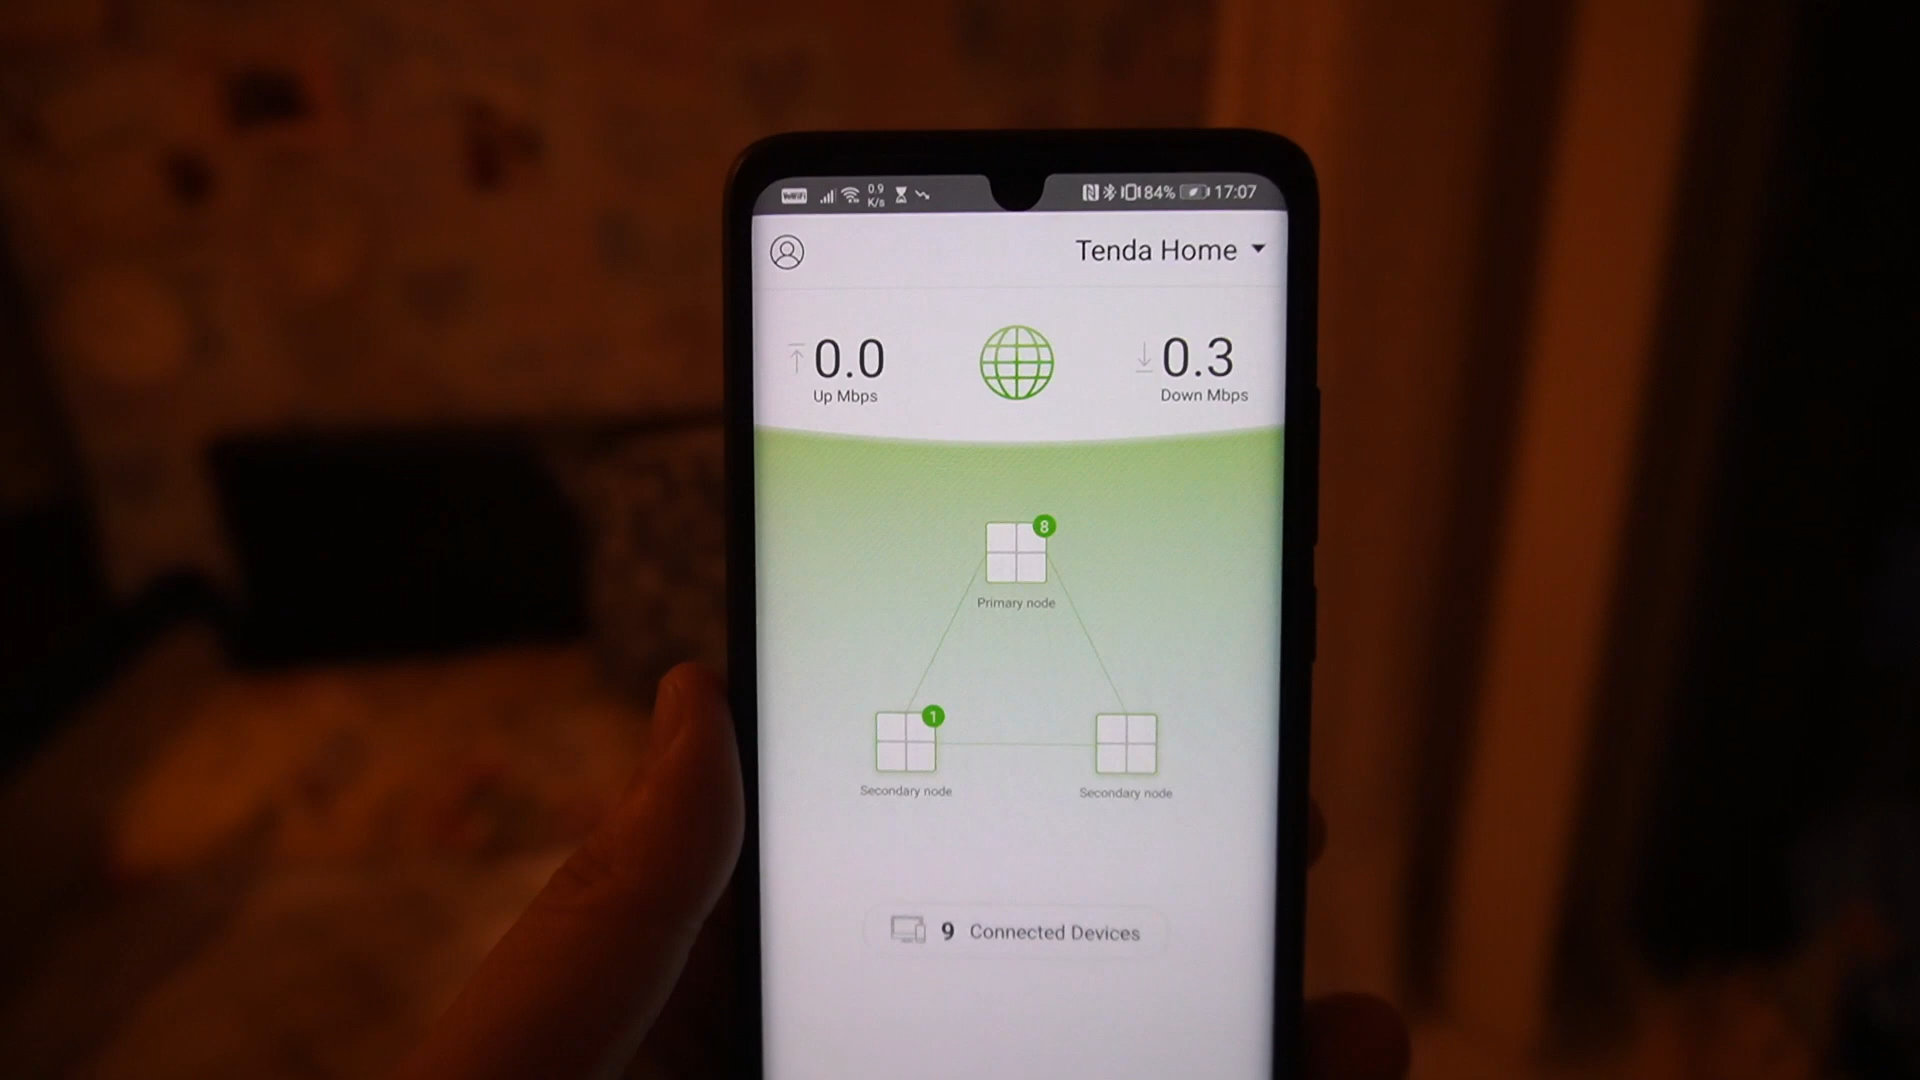 VoWiFi 0.9 K/s 84% 17:07
Tenda Home
0.0 0.3
Up Mbps Down Mbps
8
Primary node
1
Secondary node Secondary node
9 Connected Devices